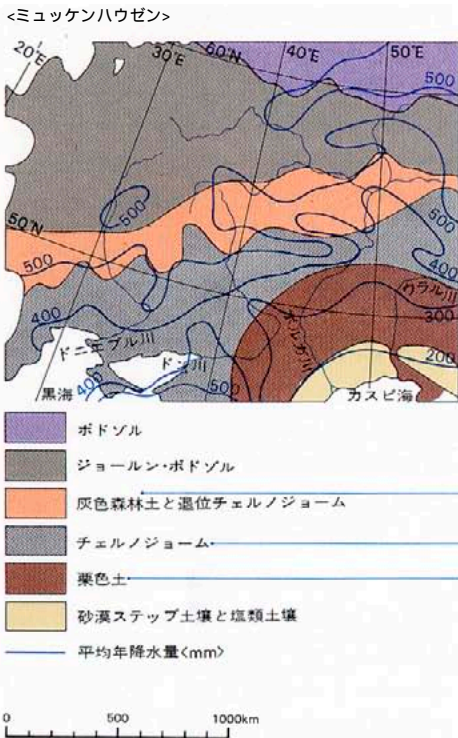 <ミュッケンハウゼン>
20°E
30°E
60°N
40°E
50°E
500
500
50°N
500
500
400
400
ウラル川
300
ドニエプル川
ボルガ川
200
ドン川
400
500
黒海
カスピ海
ポドゾル
ジョールン・ポドゾル
灰色森林土と退位チェルノジョーム
チェルノジョーム
栗色土
砂漠ステップ土壌と塩類土壌
平均年降水量<mm>
0 500 1000km